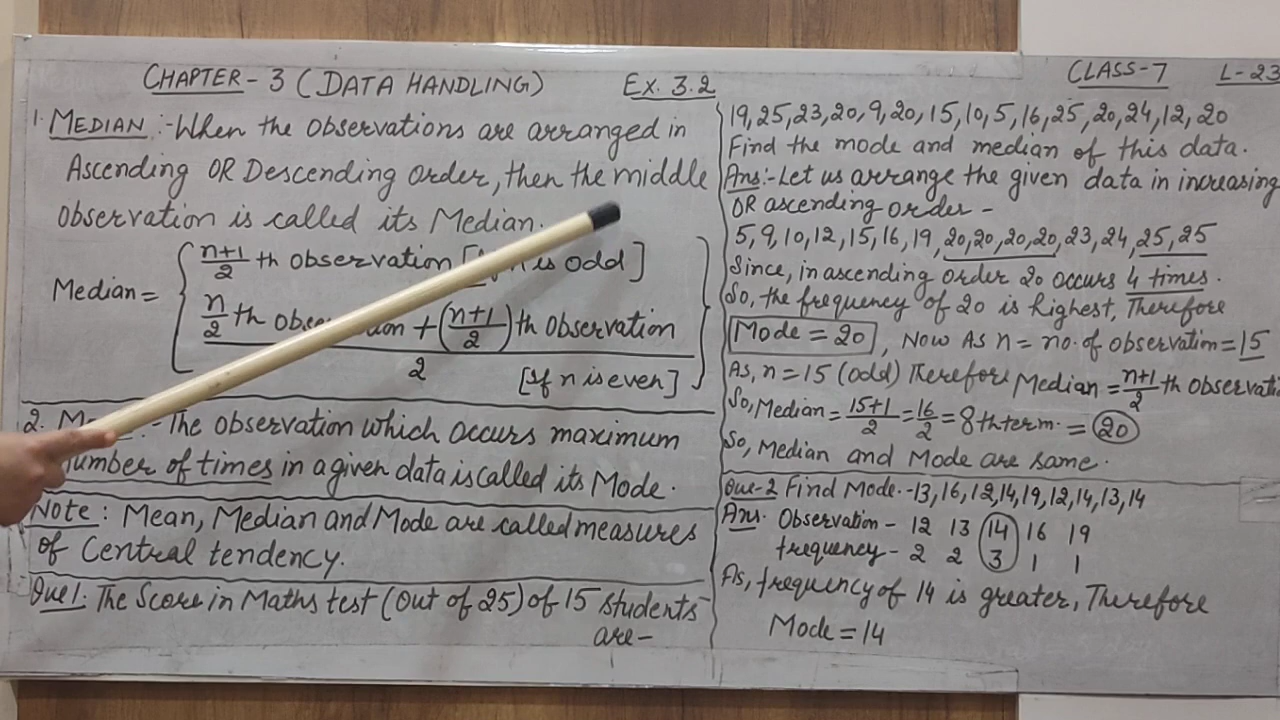 CHAPTER - 3 (DATA HANDLING) Ex. 3.2
CLASS-7 L-23
1. MEDIAN :- When the observations are arranged in
Ascending OR Descending order, then the middle
observation is called its Median.
Median =
n+1/2 th observation is odd]
n/2 th observation + (n+1/2) th observation
2 [If n is even]
2. The observation which occurs maximum
number of times in a given data is called its Mode.
Note : Mean, Median and Mode are called measures
of Central tendency.
Que 1. The Score in Maths test (out of 25) of 15 students
are -
19, 25, 23, 20, 9, 20, 15, 10, 5, 16, 25, 20, 24, 12, 20
Find the mode and median of this data.
Ans:- Let us arrange the given data in increasing
OR ascending order -
5, 9, 10, 12, 15, 16, 19, 20, 20, 20, 20, 23, 24, 25, 25
Since, in ascending order 20 occurs 4 times.
So, the frequency of 20 is highest, Therefore
Mode = 20, Now As n = no. of observation = 15
As, n = 15 (odd) Therefore Median = n+1/2 th observati
So, Median = 15+1/2 = 16/2 = 8th term. = 20
So, Median and Mode are same.
Que-2 Find Mode. - 13, 16, 12, 14, 19, 12, 14, 13, 14
Ans. Observation - 12 13 14 16 19
frequency - 2 2 3 1 1
As, frequency of 14 is greater, Therefore
Mode = 14